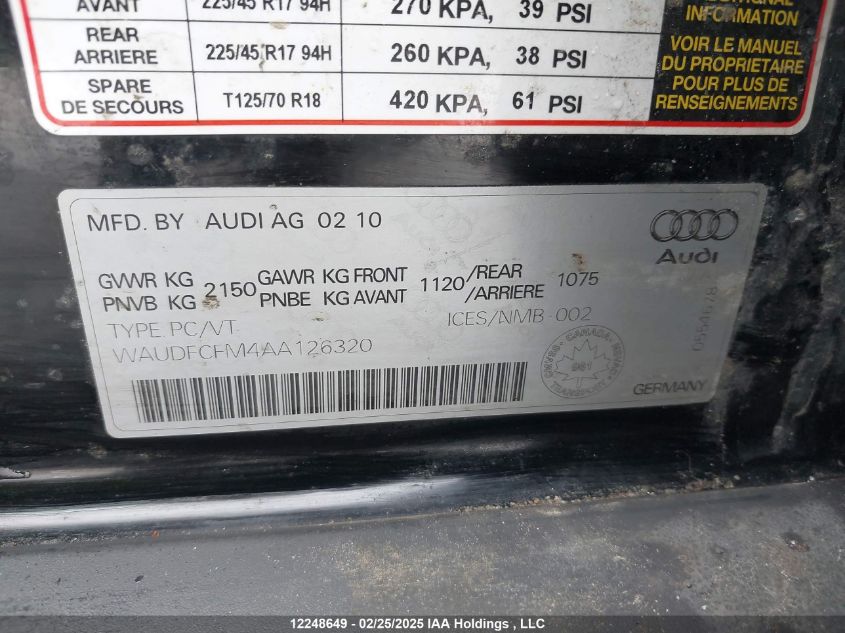 AVANT 225/45 R17 94H 270 KPA, 39 PSI
REAR
ARRIERE 225/45 R17 94H 260 KPA, 38 PSI
SPARE
DE SECOURS T125/70 R18 420 KPA, 61 PSI
INFORMATION
VOIR LE MANUEL
DU PROPRIETAIRE
POUR PLUS DE
RENSEIGNEMENTS
MFD. BY AUDI AG 02 10
Audi
GVWR KG 2150 GAWR KG FRONT 1120 /REAR 1075
PNVB KG PNBE KG AVANT /ARRIERE
TYPE.PC/VT ICES/NMB-002
WAUDFCFM4AA126320
CANADA
961
TRANSPORT
0554678
GERMANY
12248649 - 02/25/2025 IAA Holdings , LLC